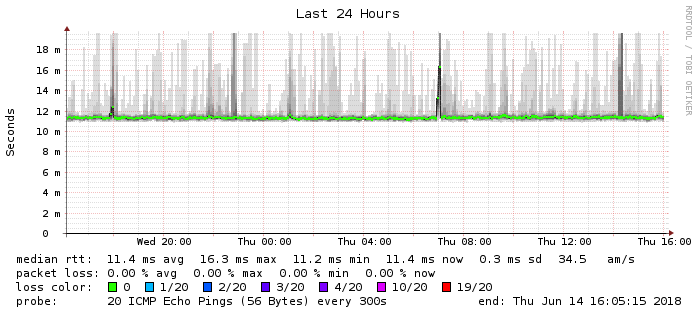 Last 24 Hours
RRDTOOL / TOBI OETIKER
Seconds
18 m
16 m
14 m
12 m
10 m
8 m
6 m
4 m
2 m
0
Wed 20:00 Thu 00:00 Thu 04:00 Thu 08:00 Thu 12:00 Thu 16:00
median rtt: 11.4 ms avg 16.3 ms max 11.2 ms min 11.4 ms now 0.3 ms sd 34.5 am/s
packet loss: 0.00 % avg 0.00 % max 0.00 % min 0.00 % now
loss color: 0 1/20 2/20 3/20 4/20 10/20 19/20
probe: 20 ICMP Echo Pings (56 Bytes) every 300s end: Thu Jun 14 16:05:15 2018